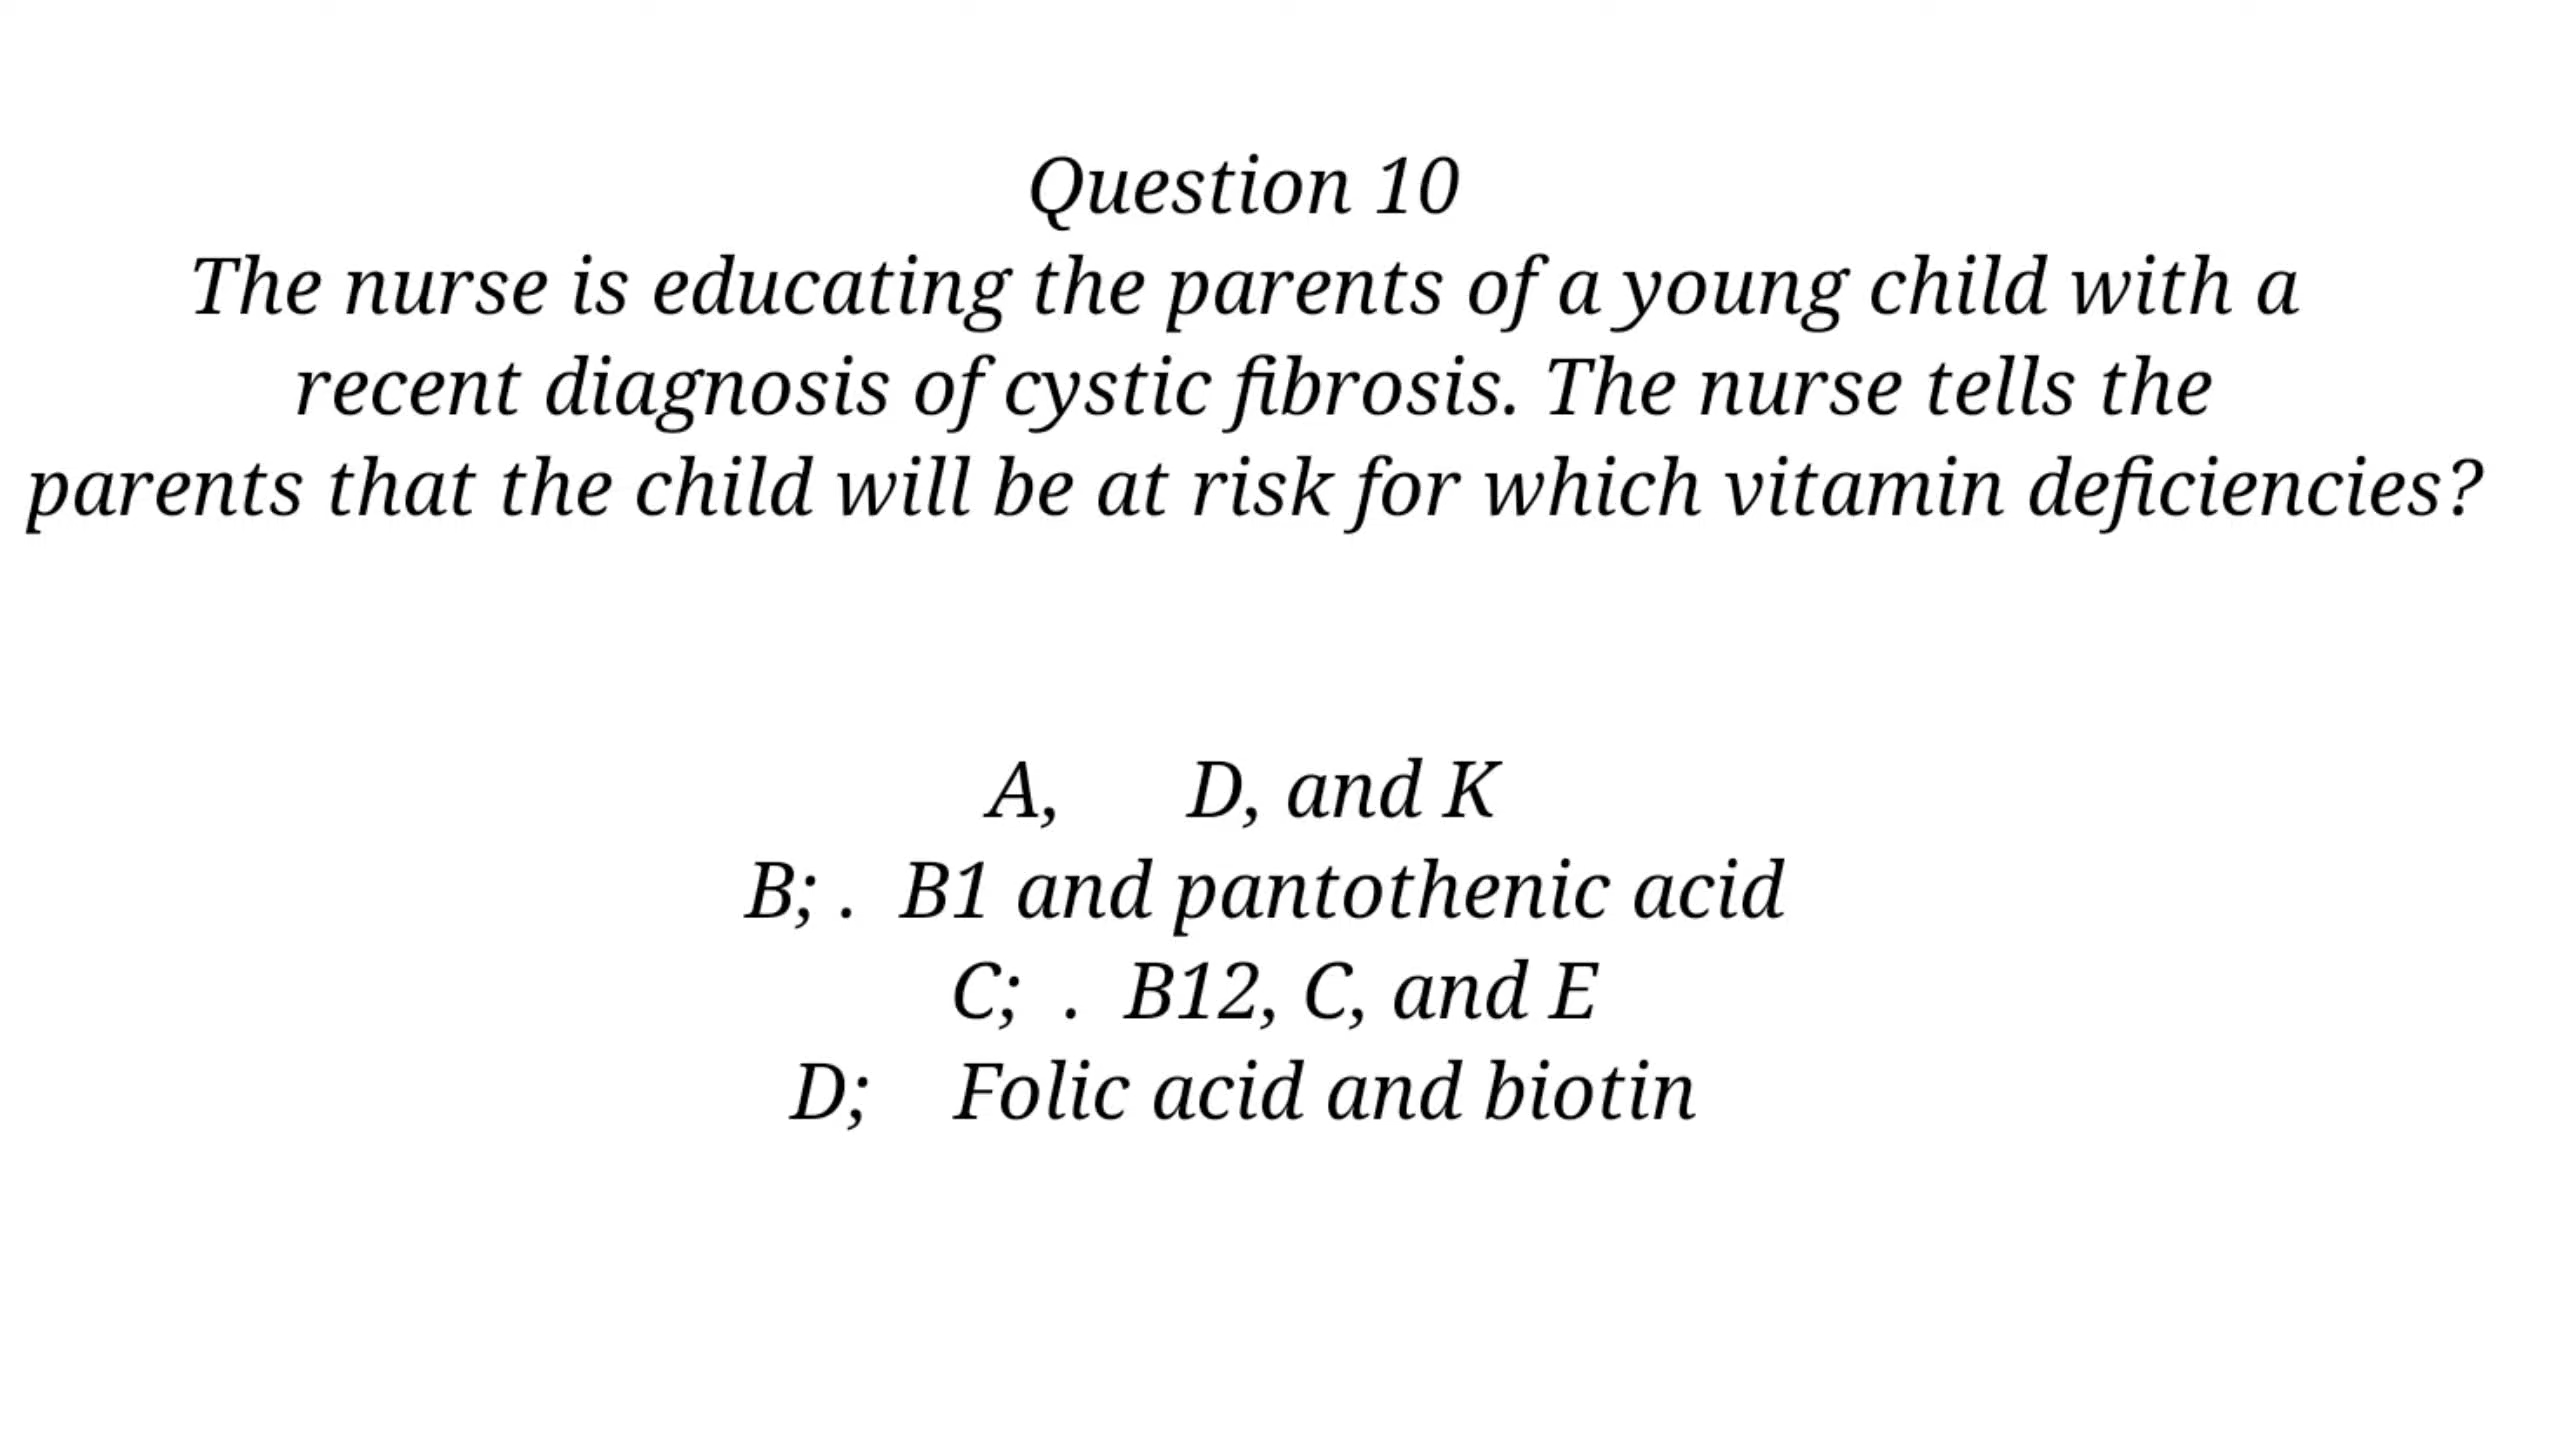 Question 10
The nurse is educating the parents of a young child with a
recent diagnosis of cystic fibrosis. The nurse tells the
parents that the child will be at risk for which vitamin deficiencies?
A, D, and K
B; . B1 and pantothenic acid
C; . B12, C, and E
D; Folic acid and biotin